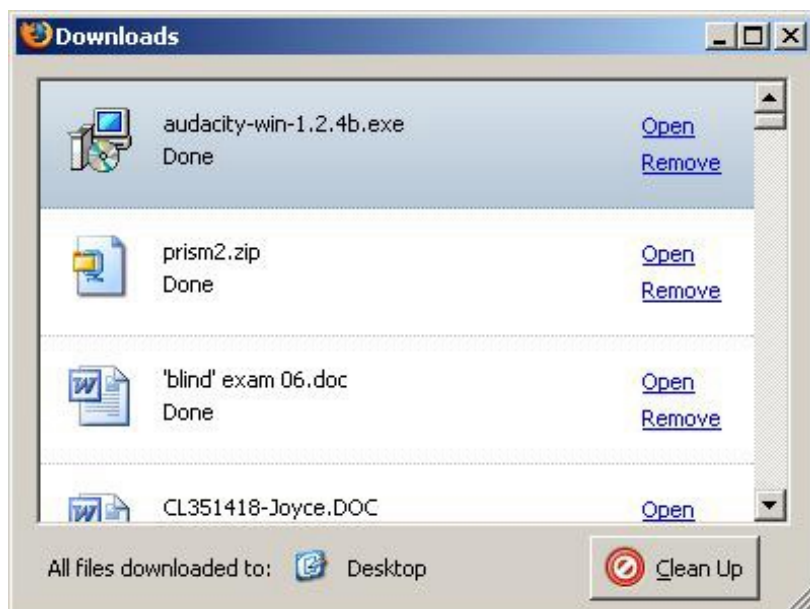 Downloads
audacity-win-1.2.4b.exe
Open
Done
Remove
prism2.zip
Open
Done
Remove
'blind' exam 06.doc
Open
Done
Remove
CL351418-Joyce.DOC
Open
All files downloaded to: Desktop
Clean Up